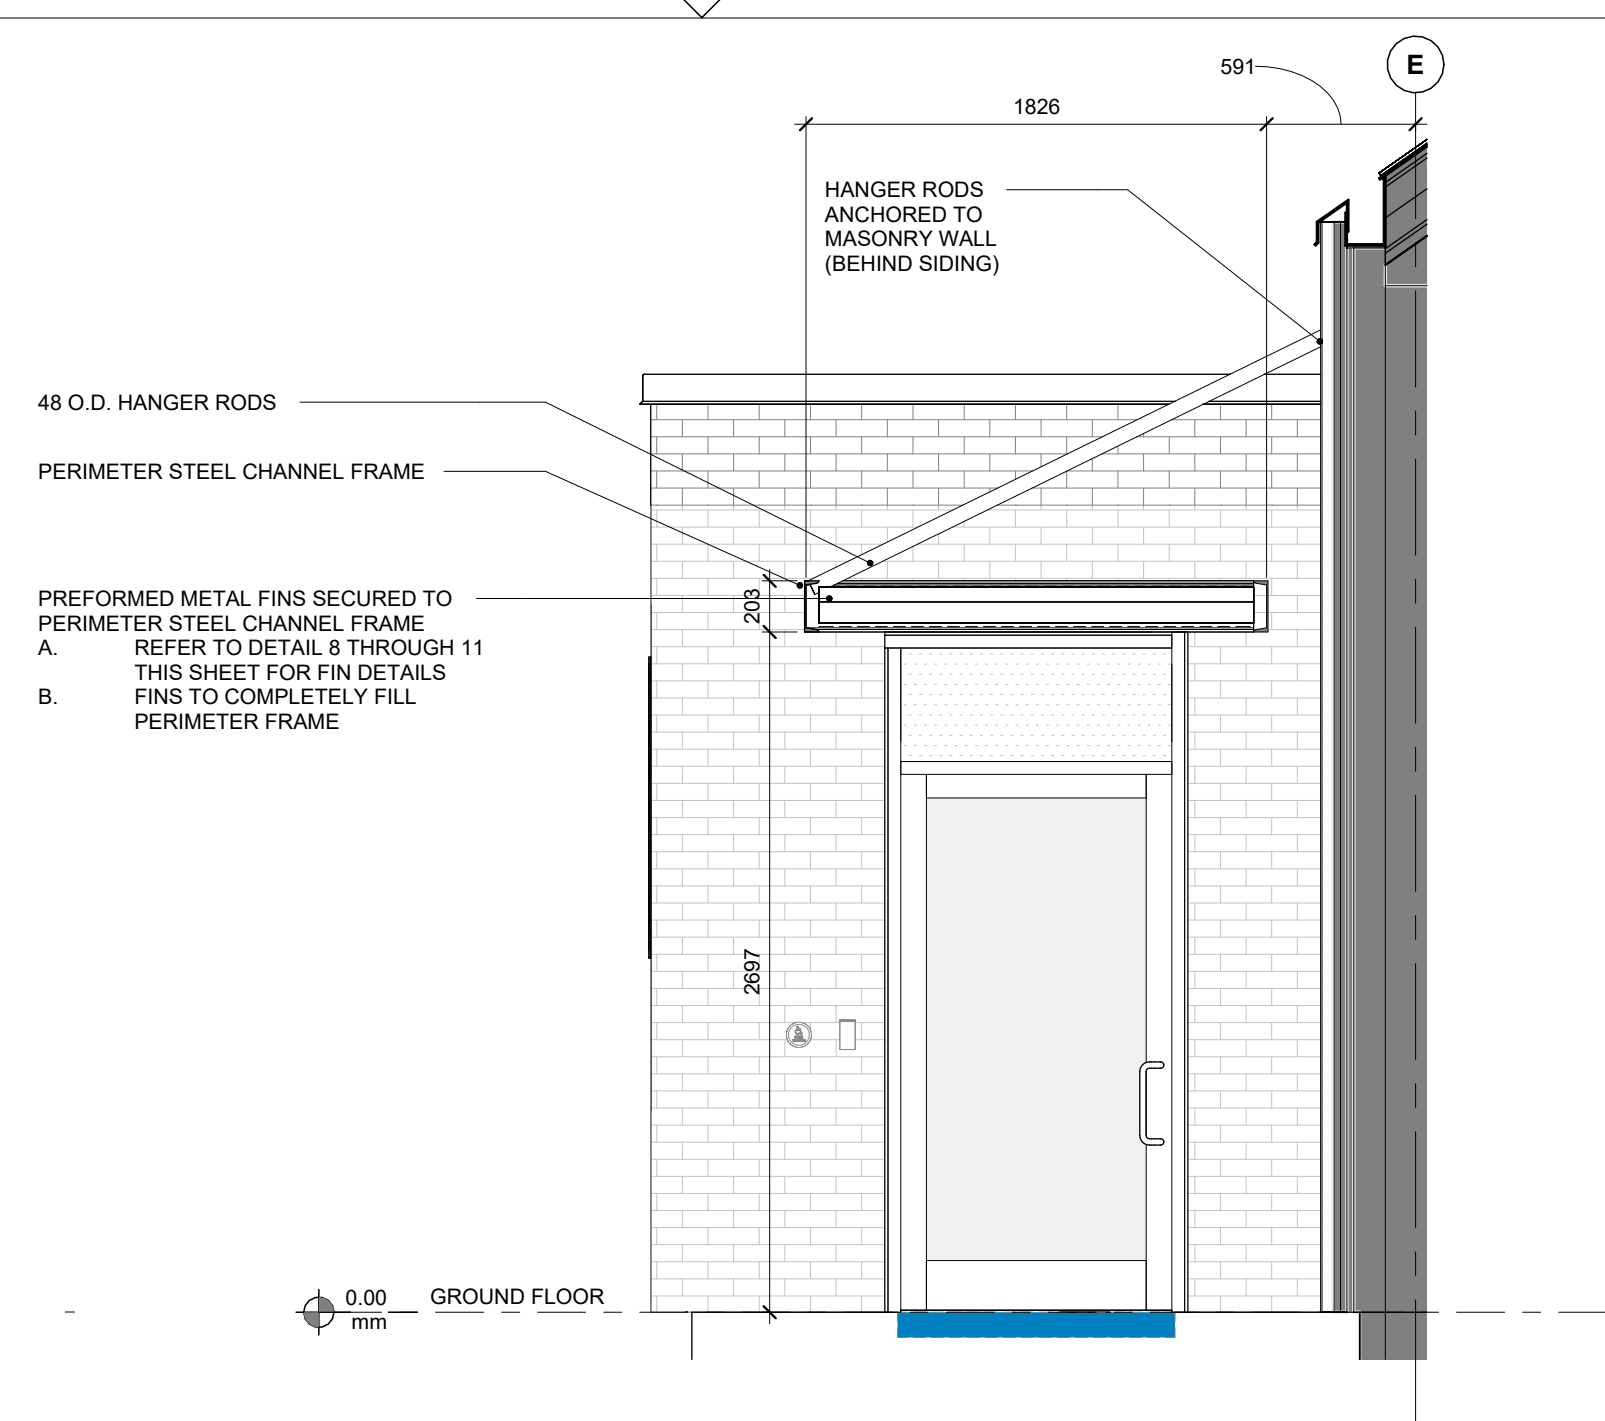 591
E
1826
HANGER RODS
ANCHORED TO
MASONRY WALL
(BEHIND SIDING)
48 O.D. HANGER RODS
PERIMETER STEEL CHANNEL FRAME
PREFORMED METAL FINS SECURED TO
PERIMETER STEEL CHANNEL FRAME
A. REFER TO DETAIL 8 THROUGH 11
THIS SHEET FOR FIN DETAILS
B. FINS TO COMPLETELY FILL
PERIMETER FRAME
203
2697
0.00
mm
GROUND FLOOR